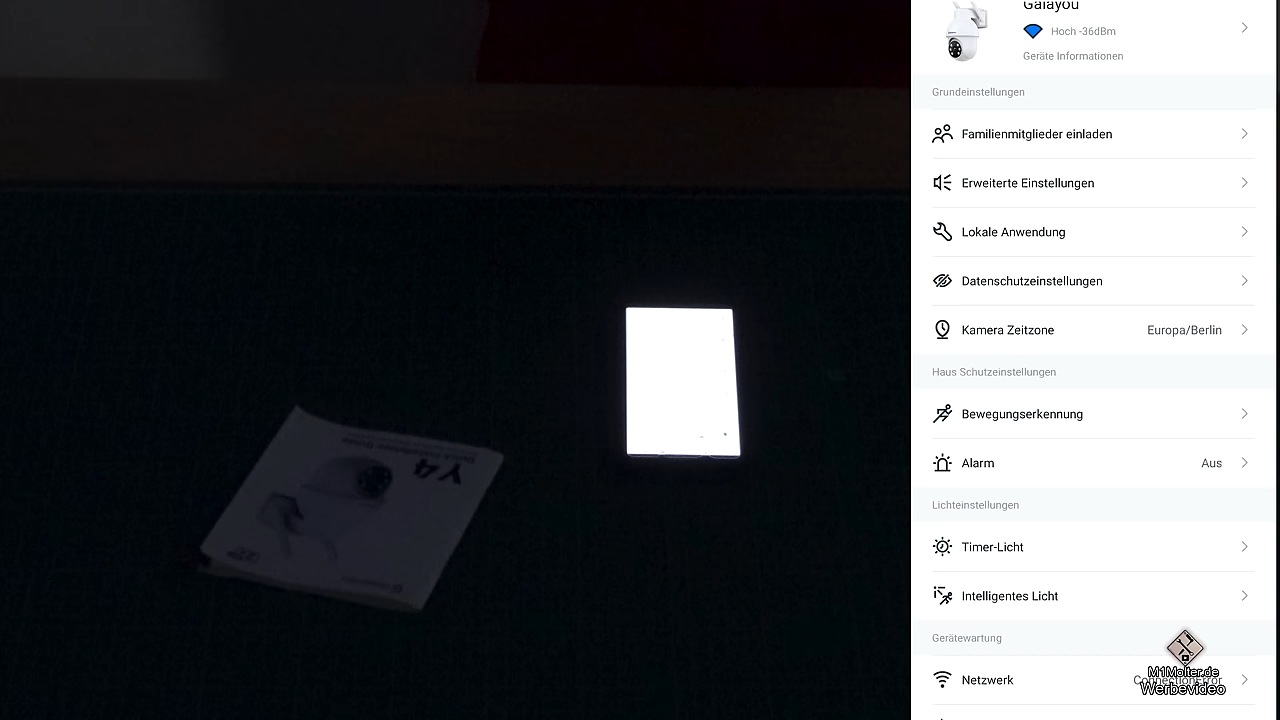 Y4
Galayou
Hoch -36dBm
Geräte Informationen
Grundeinstellungen
Familienmitglieder einladen
Erweiterte Einstellungen
Lokale Anwendung
Datenschutzeinstellungen
Kamera Zeitzone
Europa/Berlin
Haus Schutzeinstellungen
Bewegungserkennung
Alarm
Aus
Lichteinstellungen
Timer-Licht
Intelligentes Licht
Gerätewartung
Netzwerk
M1Molter.de
Werbevideo